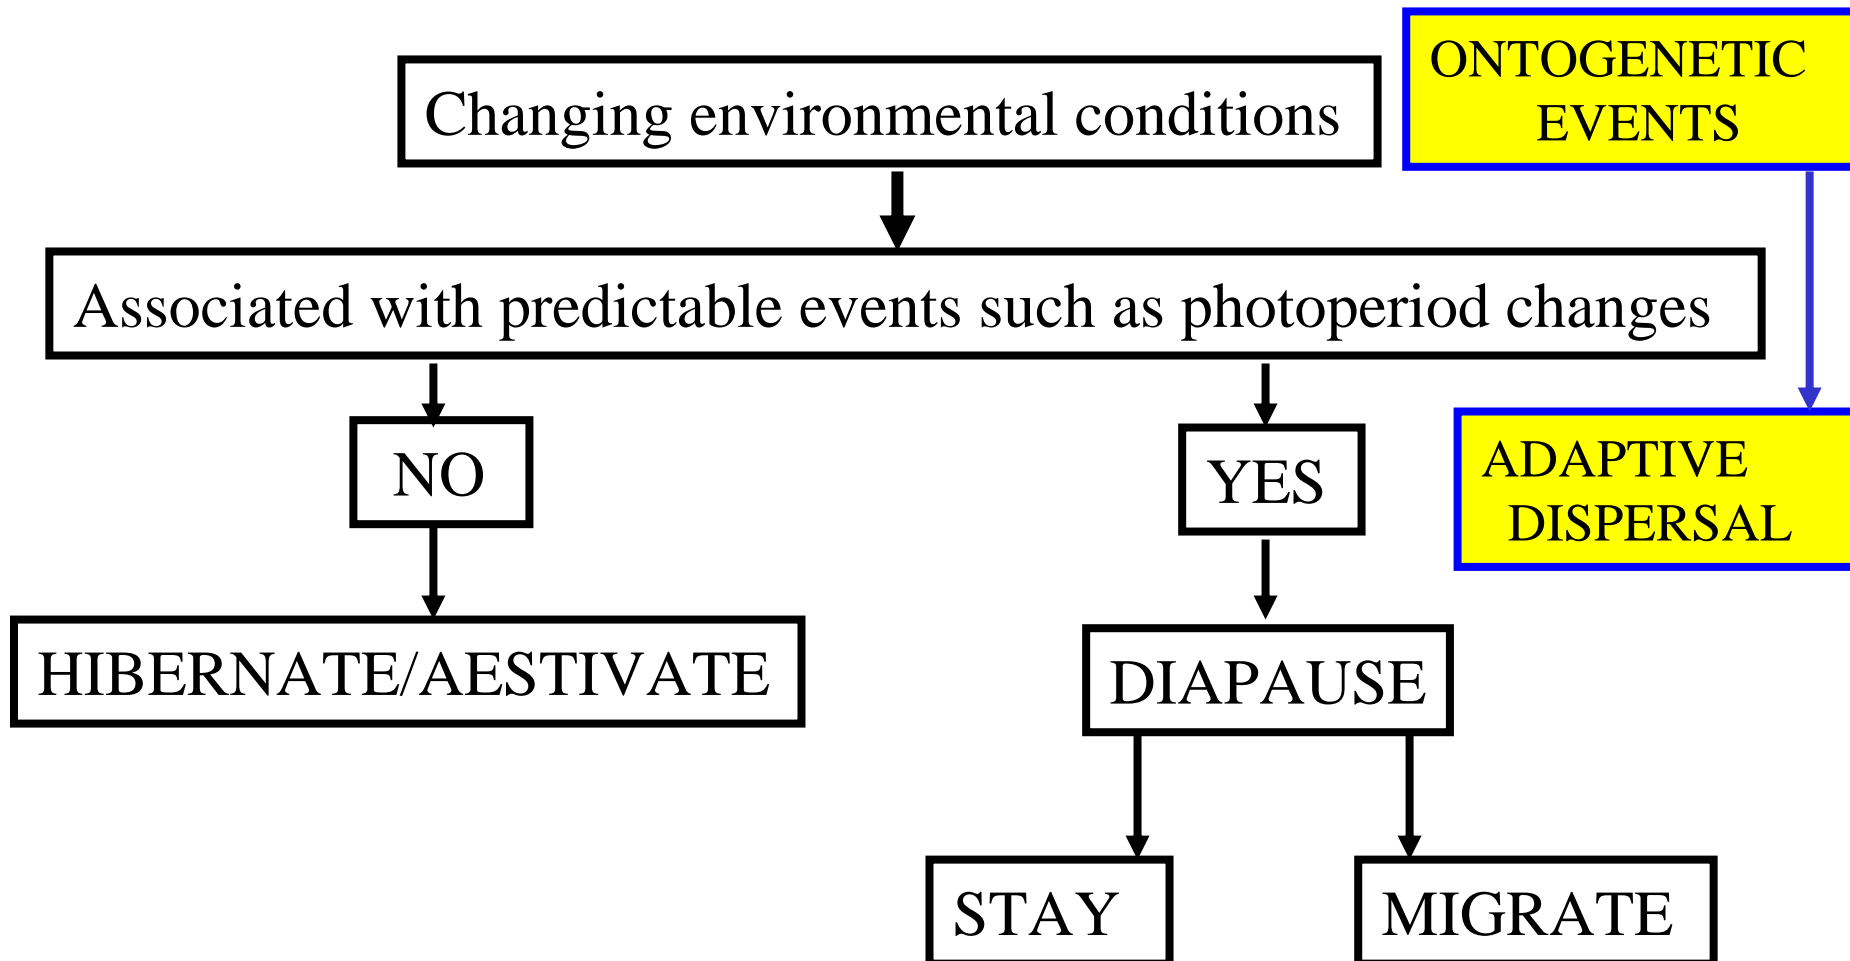 Changing environmental conditions
ONTOGENETIC
EVENTS
Associated with predictable events such as photoperiod changes
NO
YES
ADAPTIVE
DISPERSAL
HIBERNATE/AESTIVATE
DIAPAUSE
STAY
MIGRATE